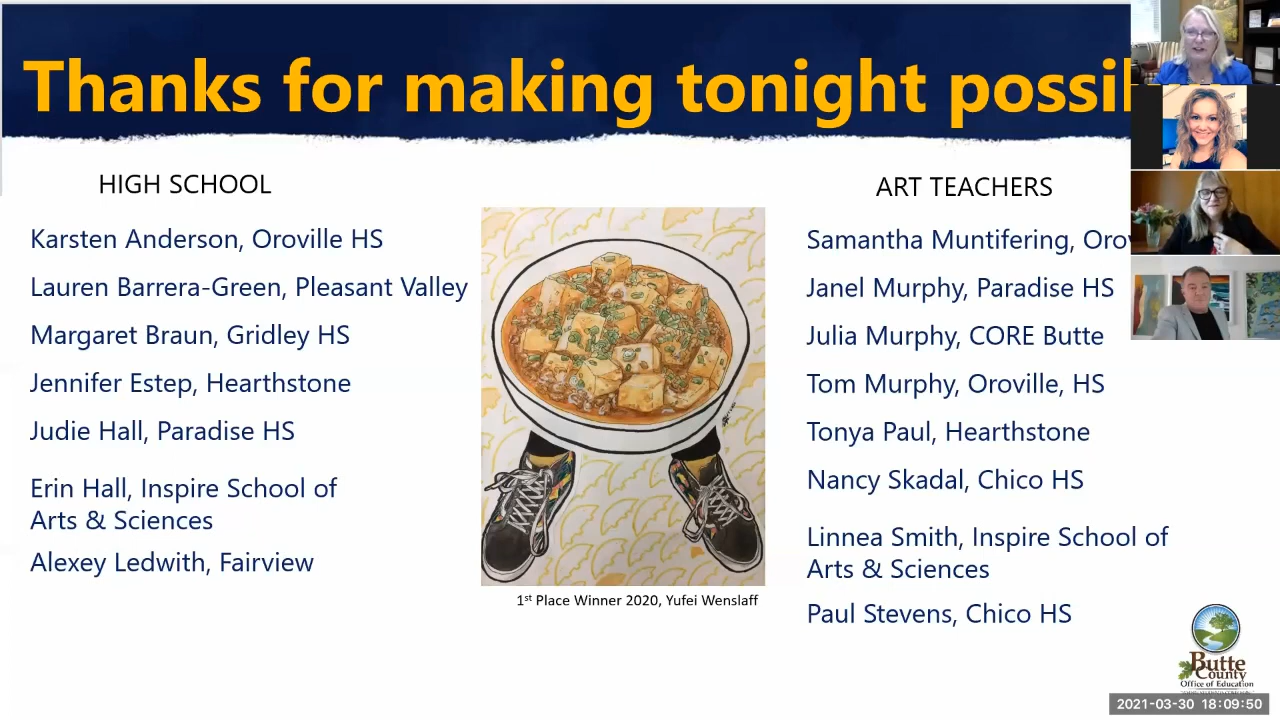 Thanks for making tonight
HIGH SCHOOL
Karsten Anderson, Oroville HS
Lauren Barrera-Green, Pleasant Valley
Margaret Braun, Gridley HS
Jennifer Estep, Hearthstone
Judie Hall, Paradise HS
Erin Hall, Inspire School of
Arts & Sciences
Alexey Ledwith, Fairview
1st Place Winner 2020, Yufei Wenslaff
ART TEACHERS
Samantha Muntifering,
Janel Murphy, Paradise HS
Julia Murphy, CORE Butte
Tom Murphy, Oroville, HS
Tonya Paul, Hearthstone
Nancy Skadal, Chico HS
Linnea Smith, Inspire School of
Arts & Sciences
Paul Stevens, Chico HS
Butte
County
Office of Education
2021-03-30 18:09:50